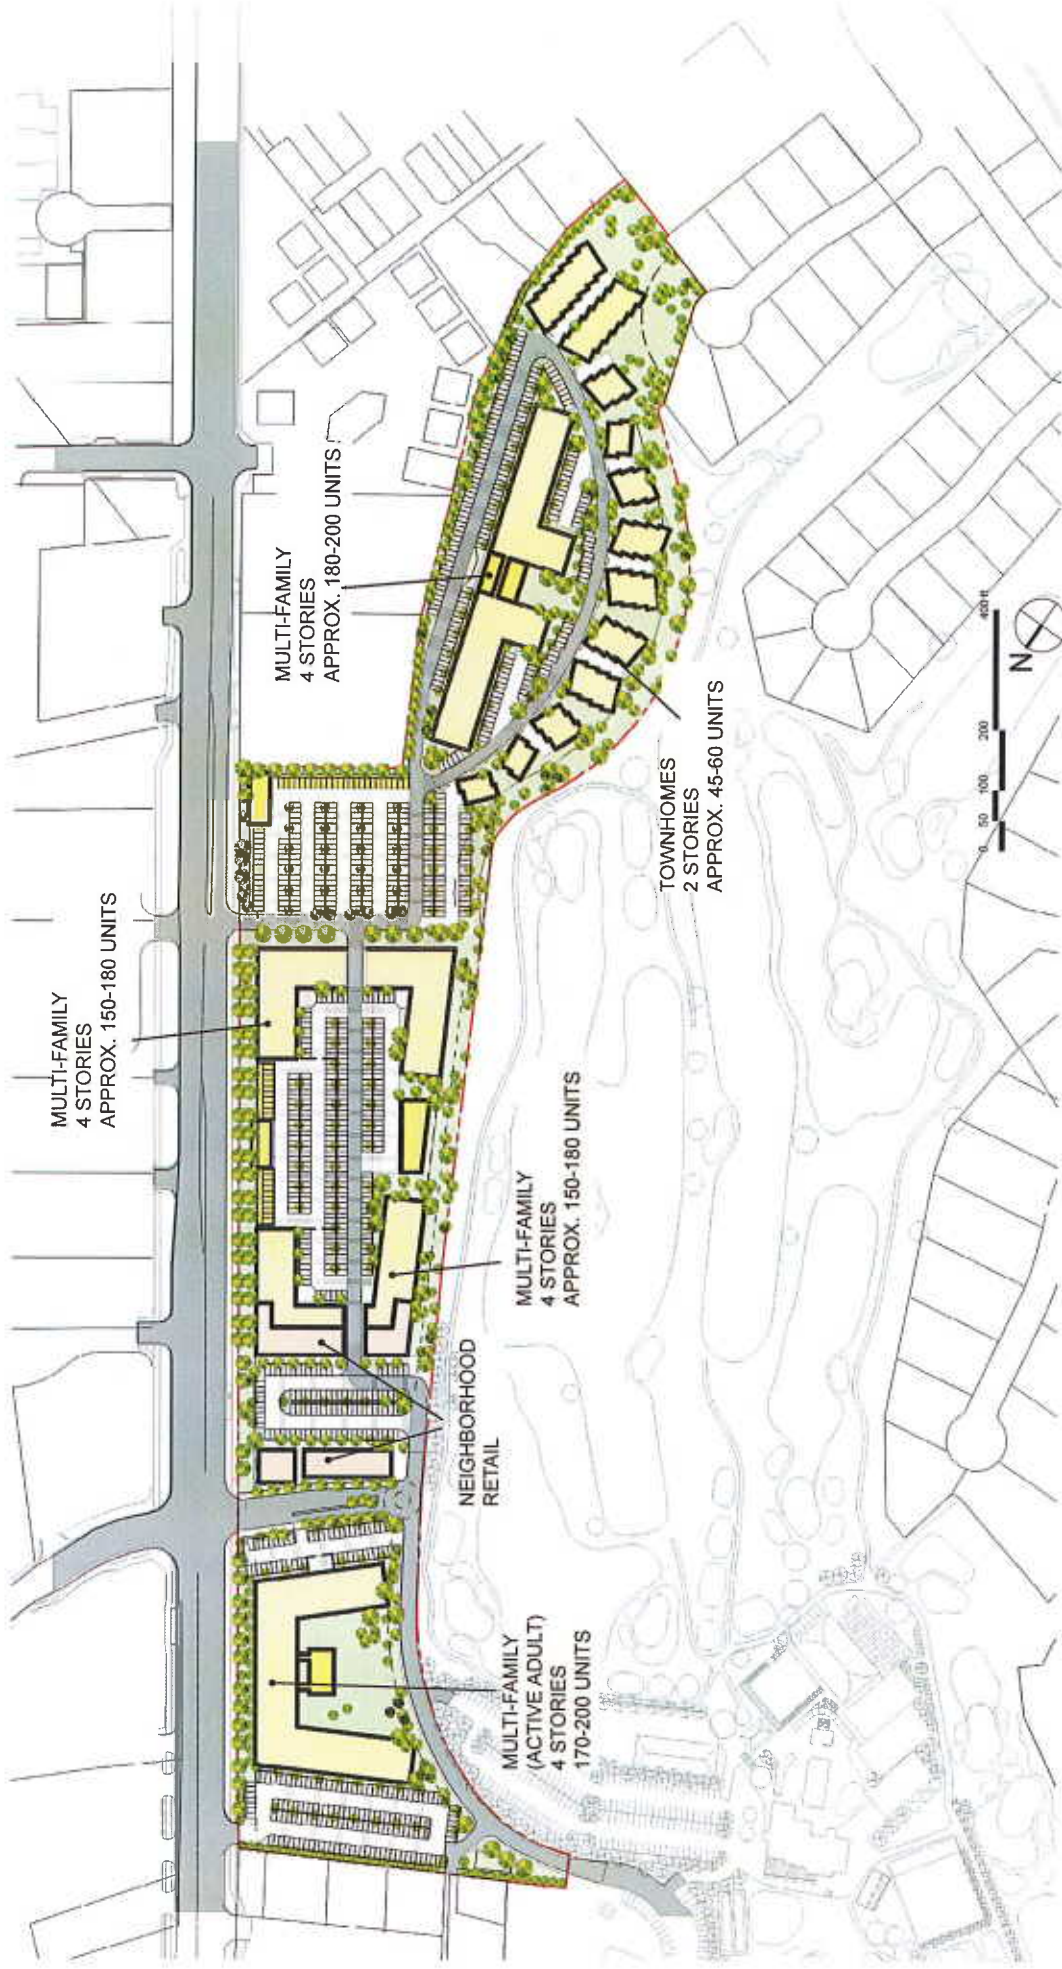 MULTI-FAMILY
4 STORIES
APPROX. 150-180 UNITS
MULTI-FAMILY
4 STORIES
APPROX. 180-200 UNITS
TOWNHOMES
2 STORIES
APPROX. 45-60 UNITS
MULTI-FAMILY
4 STORIES
APPROX. 150-180 UNITS
NEIGHBORHOOD
RETAIL
MULTI-FAMILY
(ACTIVE ADULT)
4 STORIES
170-200 UNITS
0 50 100 200 400 ft
N